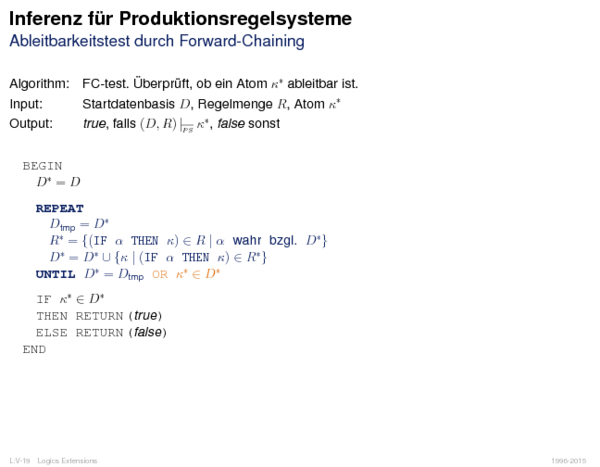 Inferenz für Produktionsregelsysteme
Ableitbarkeitstest durch Forward-Chaining
Algorithm: FC-test. Überprüft, ob ein Atom κ* ableitbar ist.
Input: Startdatenbasis D, Regelmenge R, Atom κ*
Output: true, falls (D, R) |—PS κ*, false sonst
BEGIN
D* = D
REPEAT
Dtmp = D*
R* = {(IF α THEN κ) ∈ R | α wahr bzgl. D*}
D* = D* ∪ {κ | (IF α THEN κ) ∈ R*}
UNTIL D* = Dtmp OR κ* ∈ D*
IF κ* ∈ D*
THEN RETURN (true)
ELSE RETURN (false)
END
L:V-19 Logics Extensions 1996-2015